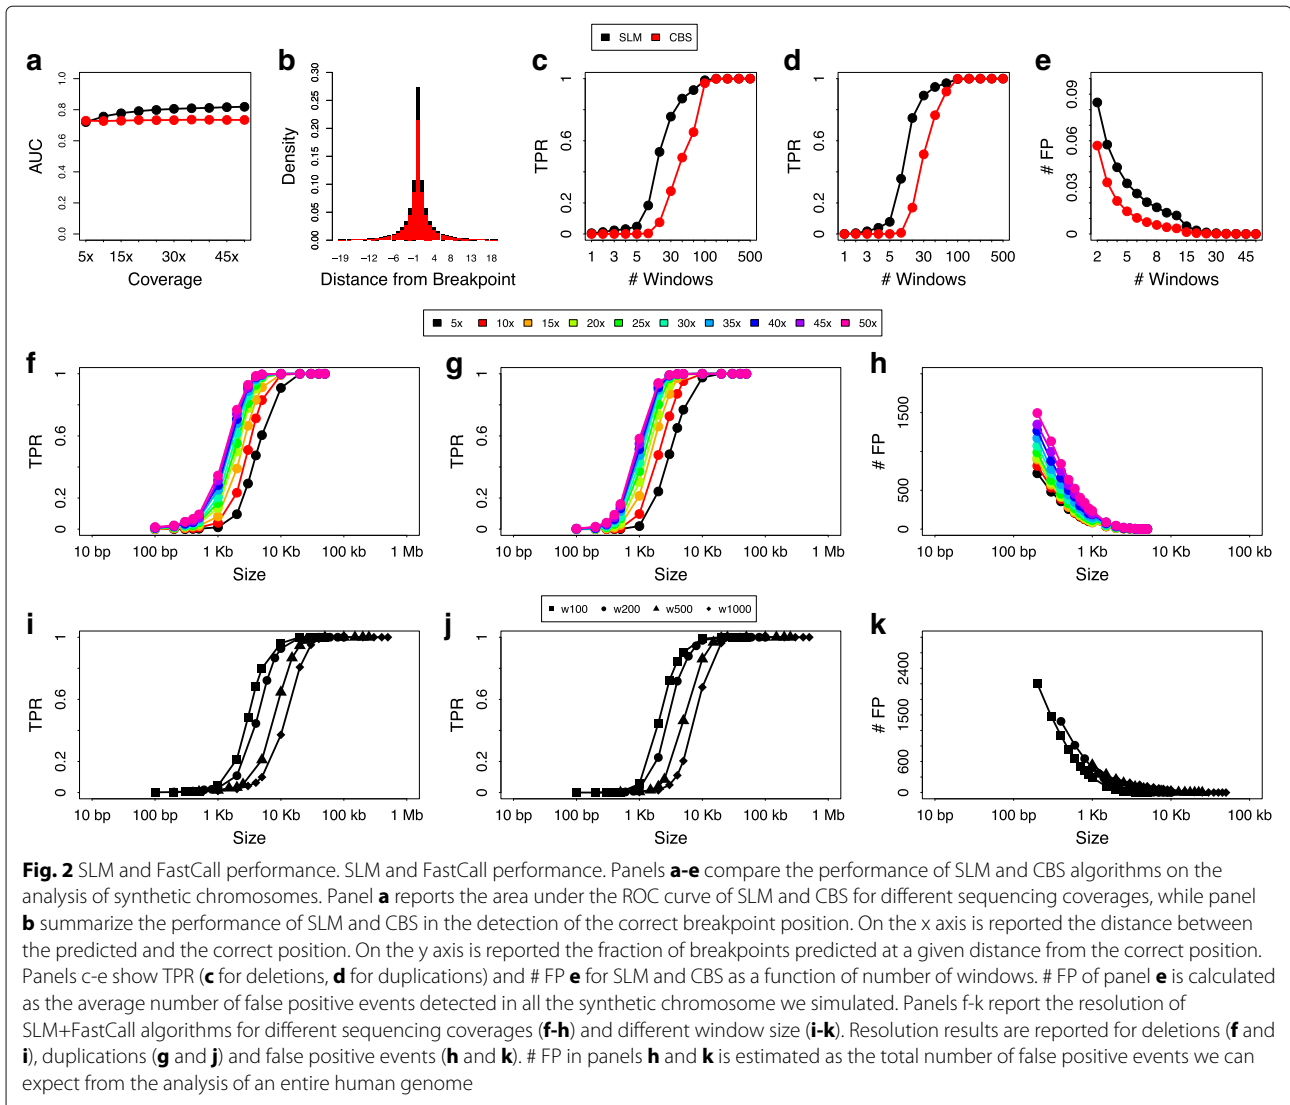 SLM CBS
a
AUC
0.0 0.2 0.4 0.6 0.8 1.0
5x 15x 30x 45x
Coverage
b
Density
0.00 0.05 0.10 0.15 0.20 0.25 0.30
−19 −12 −6 −1 4 8 13 18
Distance from Breakpoint
c
TPR
0 0.2 0.6 1
1 3 5 30 100 500
# Windows
d
TPR
0 0.2 0.6 1
1 3 5 30 100 500
# Windows
e
# FP
0 0.03 0.06 0.09
2 5 8 15 30 45
# Windows
5x 10x 15x 20x 25x 30x 35x 40x 45x 50x
f
TPR
0 0.2 0.6 1
10 bp 100 bp 1 Kb 10 Kb 100 kb 1 Mb
Size
g
TPR
0 0.2 0.6 1
10 bp 100 bp 1 Kb 10 Kb 100 kb 1 Mb
Size
h
# FP
0 500 1500
10 bp 100 bp 1 Kb 10 Kb 100 kb
Size
w100 w200 w500 w1000
i
TPR
0 0.2 0.6 1
10 bp 100 bp 1 Kb 10 Kb 100 kb 1 Mb
Size
j
TPR
0 0.2 0.6 1
10 bp 100 bp 1 Kb 10 Kb 100 kb 1 Mb
Size
k
# FP
0 600 1500 2400
10 bp 100 bp 1 Kb 10 Kb 100 kb
Size
Fig. 2 SLM and FastCall performance. SLM and FastCall performance. Panels a-e compare the performance of SLM and CBS algorithms on the
analysis of synthetic chromosomes. Panel a reports the area under the ROC curve of SLM and CBS for different sequencing coverages, while panel
b summarize the performance of SLM and CBS in the detection of the correct breakpoint position. On the x axis is reported the distance between
the predicted and the correct position. On the y axis is reported the fraction of breakpoints predicted at a given distance from the correct position.
Panels c-e show TPR (c for deletions, d for duplications) and # FP e for SLM and CBS as a function of number of windows. # FP of panel e is calculated
as the average number of false positive events detected in all the synthetic chromosome we simulated. Panels f-k report the resolution of
SLM+FastCall algorithms for different sequencing coverages (f-h) and different window size (i-k). Resolution results are reported for deletions (f and
i), duplications (g and j) and false positive events (h and k). # FP in panels h and k is estimated as the total number of false positive events we can
expect from the analysis of an entire human genome